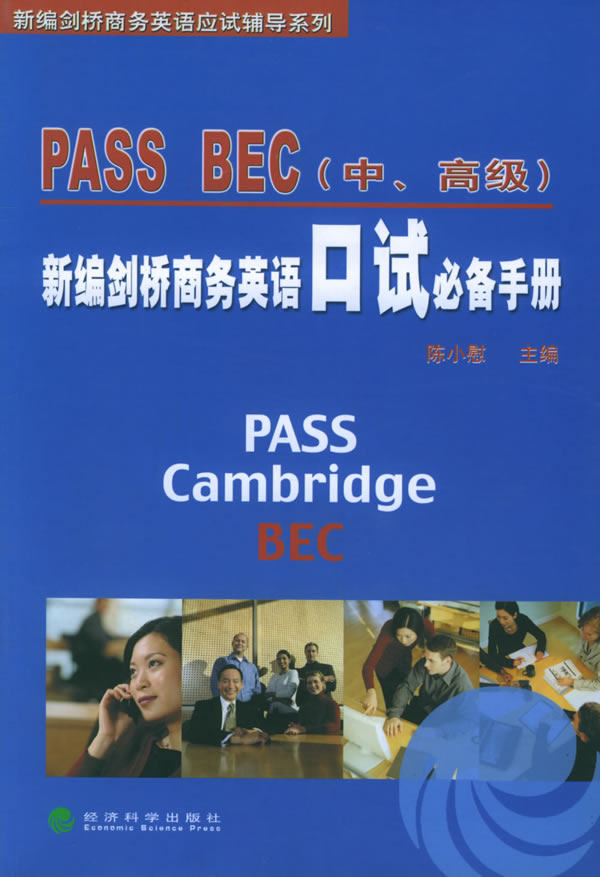 新编剑桥商务英语应试辅导系列
PASS BEC（中、高级）
新编剑桥商务英语口试必备手册
陈小慰 主编
PASS
Cambridge
BEC
经济科学出版社
Economic Science Press